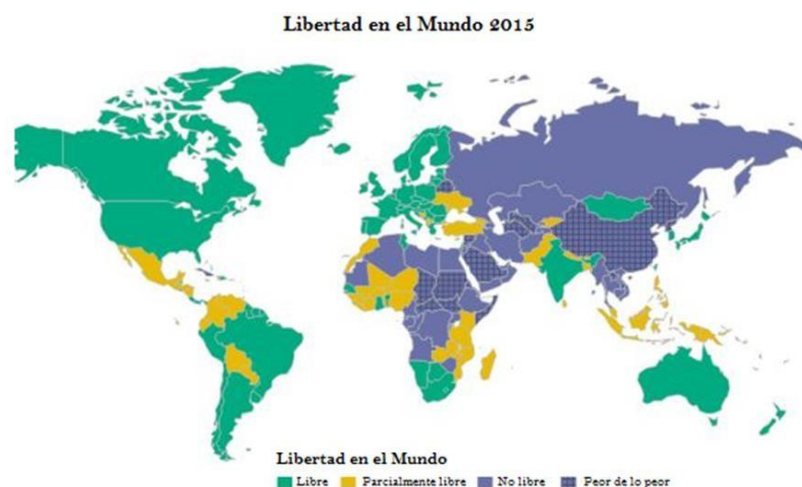 Libertad en el Mundo 2015
Libertad en el Mundo
Libre Parcialmente libre No libre Peor de lo peor